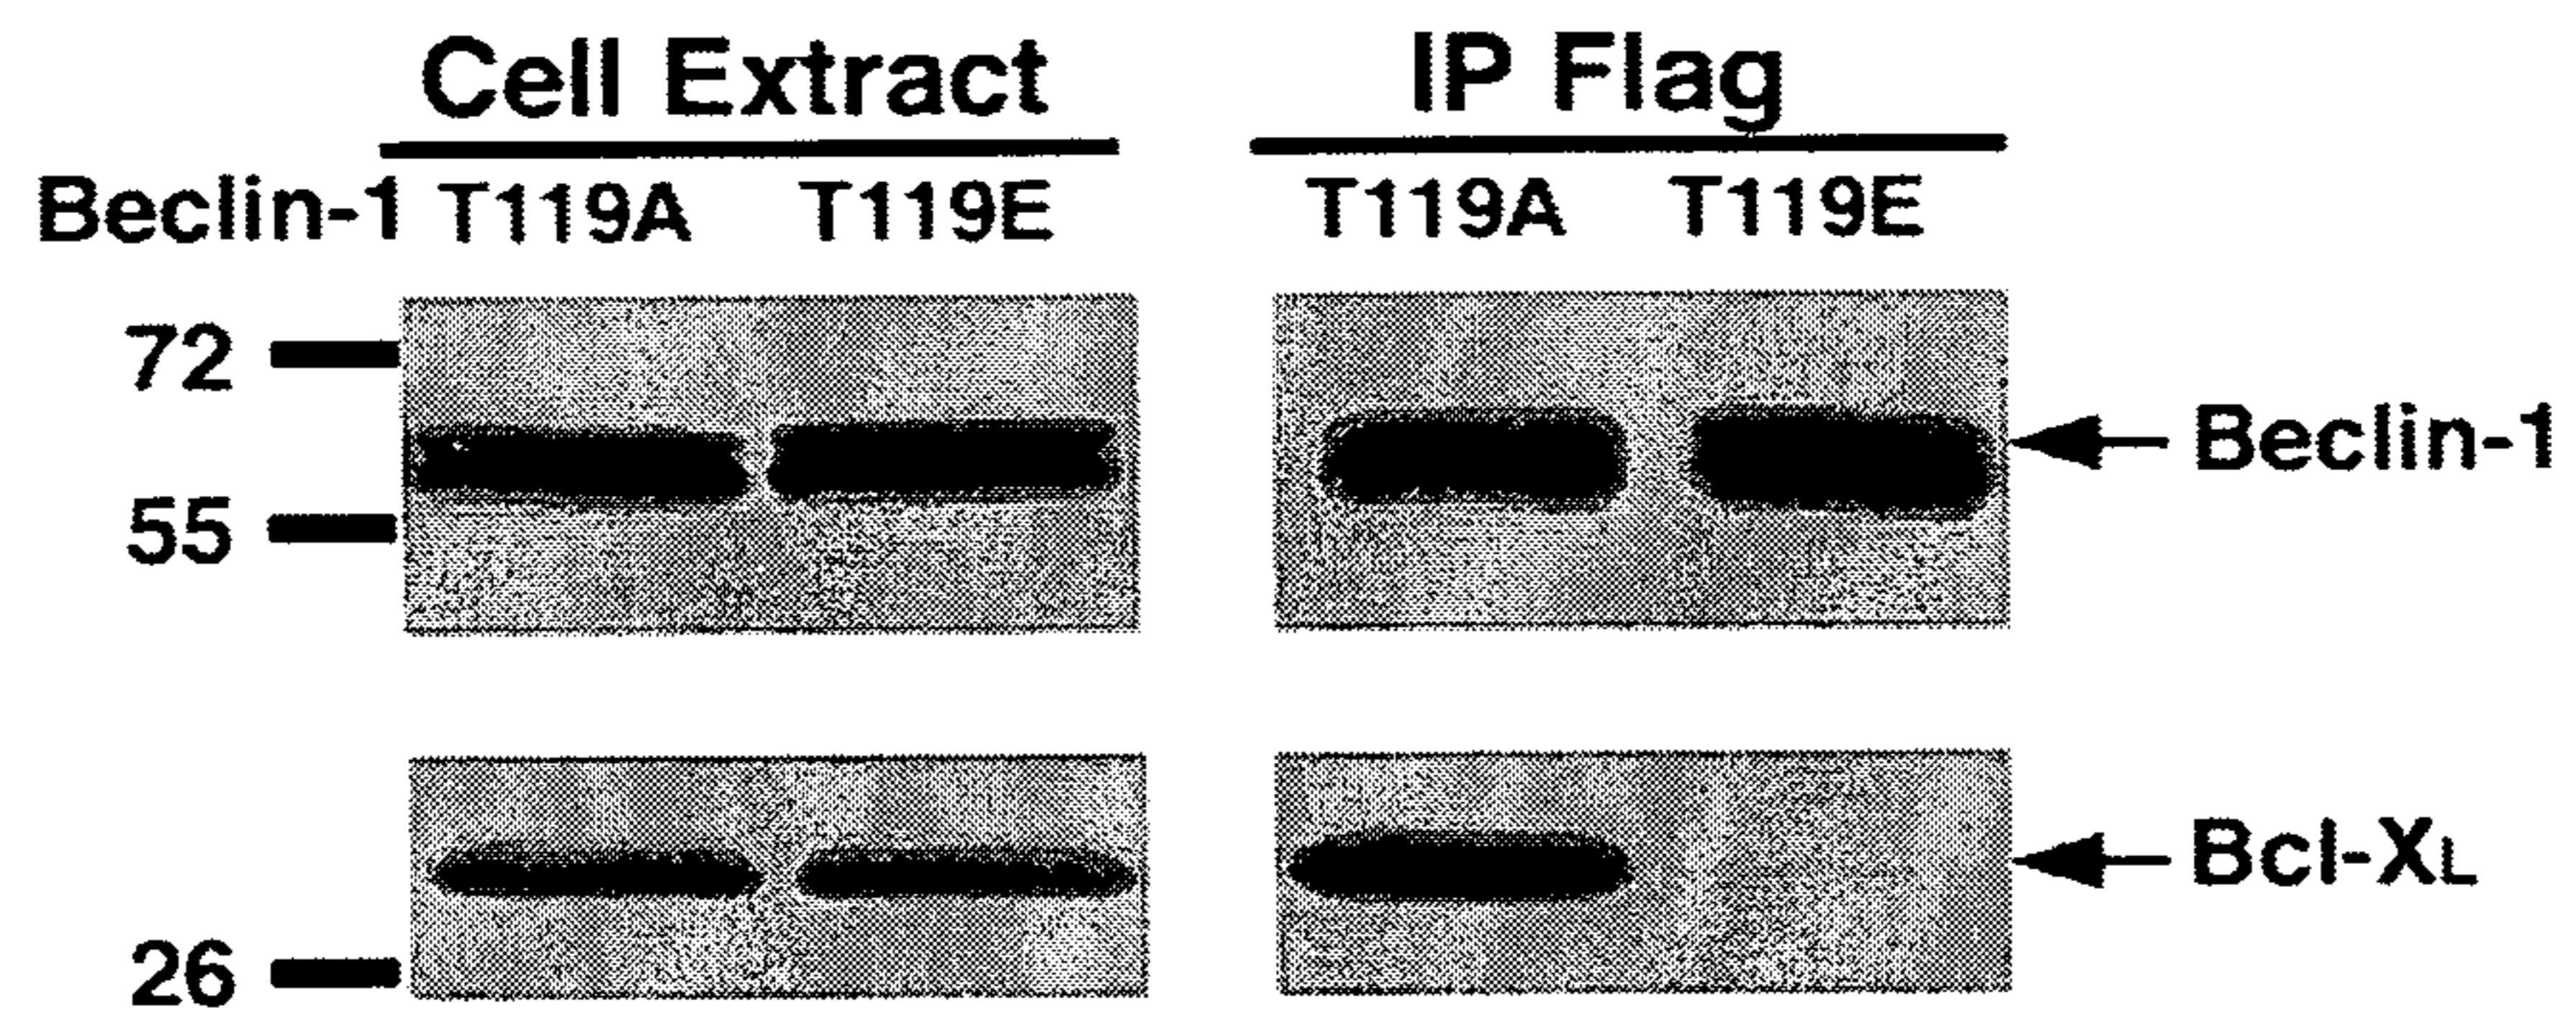 Cell Extract IP Flag
Beclin-1 T119A T119E T119A T119E
72
Beclin-1
55
Bcl-XL
26